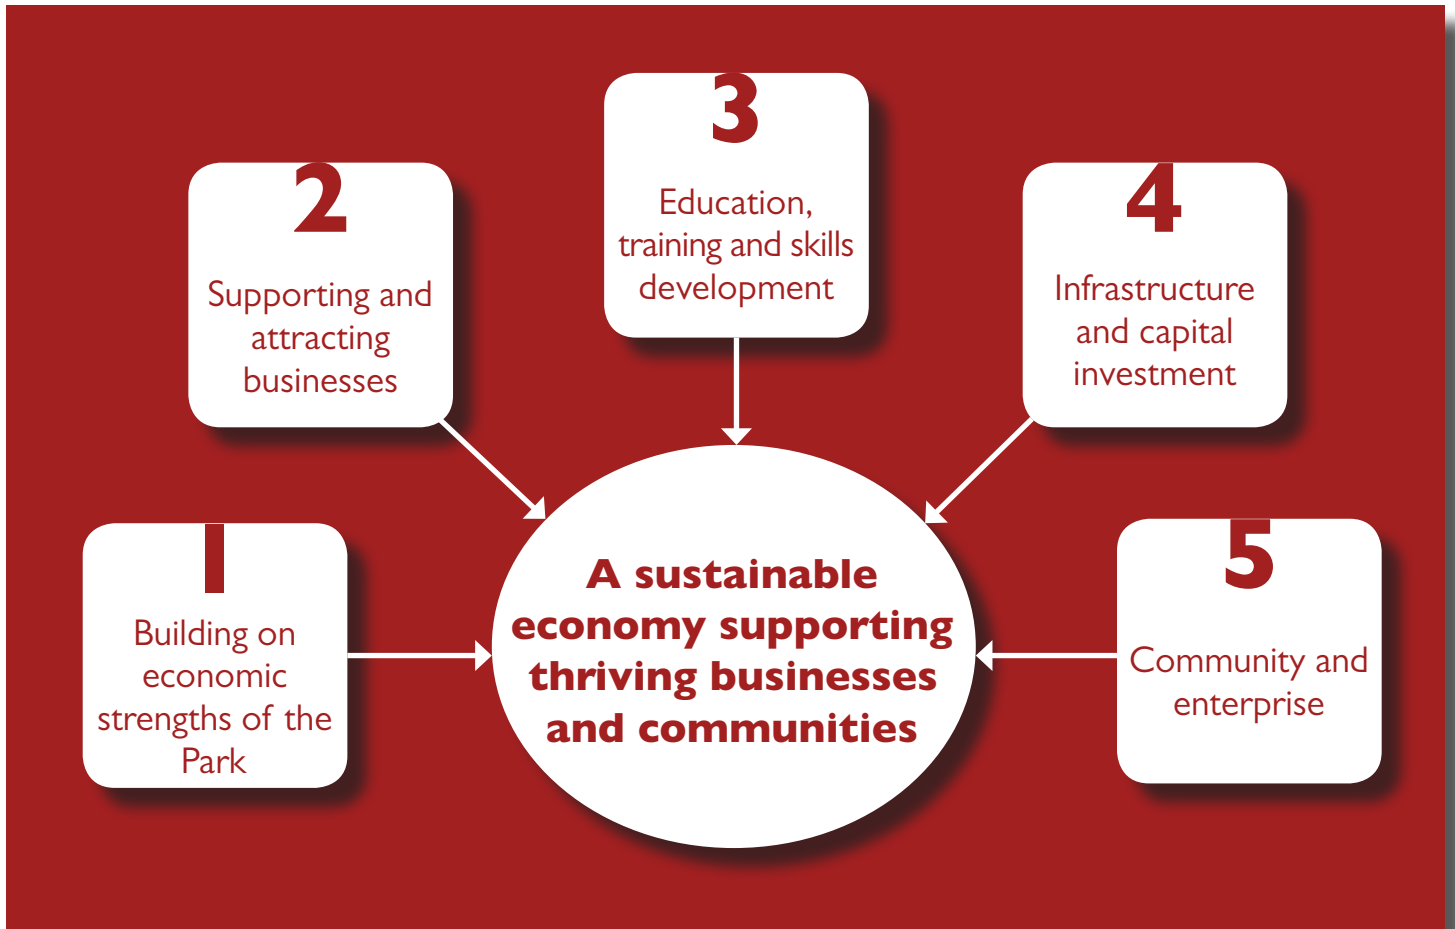 1
Building on
economic
strengths of the
Park
2
Supporting and
attracting
businesses
3
Education,
training and skills
development
4
Infrastructure
and capital
investment
5
Community and
enterprise
A sustainable
economy supporting
thriving businesses
and communities